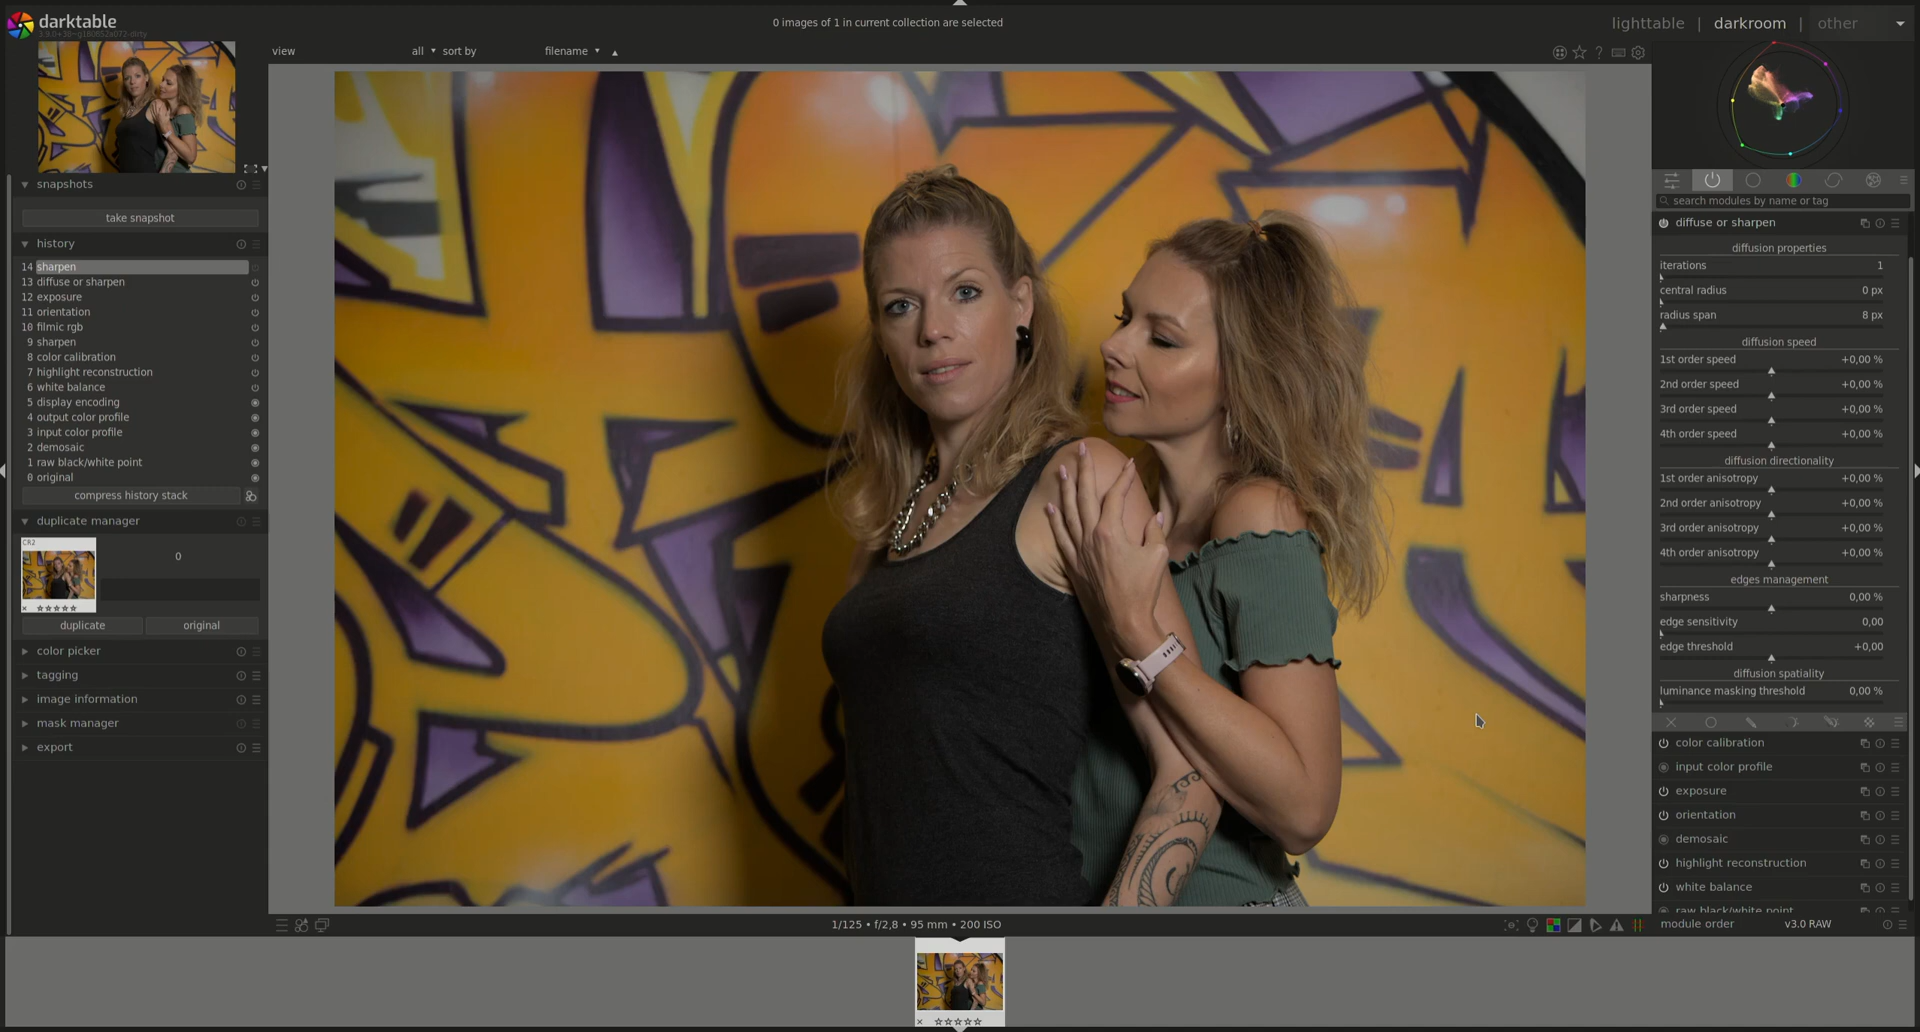 darktable
3.9.0+30~g180652a072-dirty
0 images of 1 in current collection are selected
lighttable | darkroom | other
view all sort by filename
snapshots
take snapshot
history
14 sharpen
13 diffuse or sharpen
12 exposure
11 orientation
10 filmic rgb
9 sharpen
8 color calibration
7 highlight reconstruction
6 white balance
5 display encoding
4 output color profile
3 input color profile
2 demosaic
1 raw black/white point
0 original
compress history stack
duplicate manager
CR2
0
duplicate original
color picker
tagging
image information
mask manager
export
1/125 • f/2,8 • 95 mm • 200 ISO
search modules by name or tag
diffuse or sharpen
diffusion properties
iterations 1
central radius 0 px
radius span 8 px
diffusion speed
1st order speed +0,00 %
2nd order speed +0,00 %
3rd order speed +0,00 %
4th order speed +0,00 %
diffusion directionality
1st order anisotropy +0,00 %
2nd order anisotropy +0,00 %
3rd order anisotropy +0,00 %
4th order anisotropy +0,00 %
edges management
sharpness 0,00 %
edge sensitivity 0,00
edge threshold +0,00
diffusion spatiality
luminance masking threshold 0,00 %
color calibration
input color profile
exposure
orientation
demosaic
highlight reconstruction
white balance
raw black/white point
module order v3.0 RAW